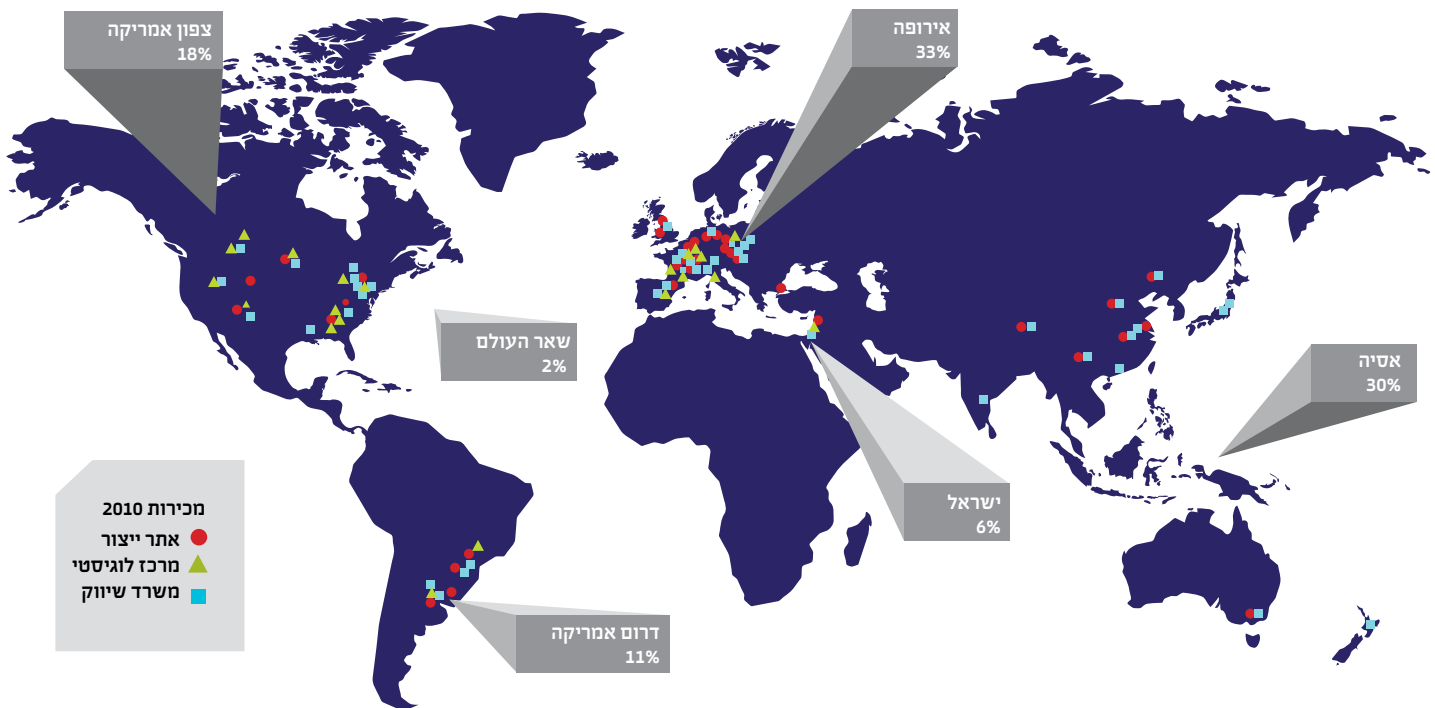 צפון אמריקה
18%
אירופה
33%
שאר העולם
2%
אסיה
30%
ישראל
6%
דרום אמריקה
11%
מכירות 2010
אתר ייצור
מרכז לוגיסטי
משרד שיווק